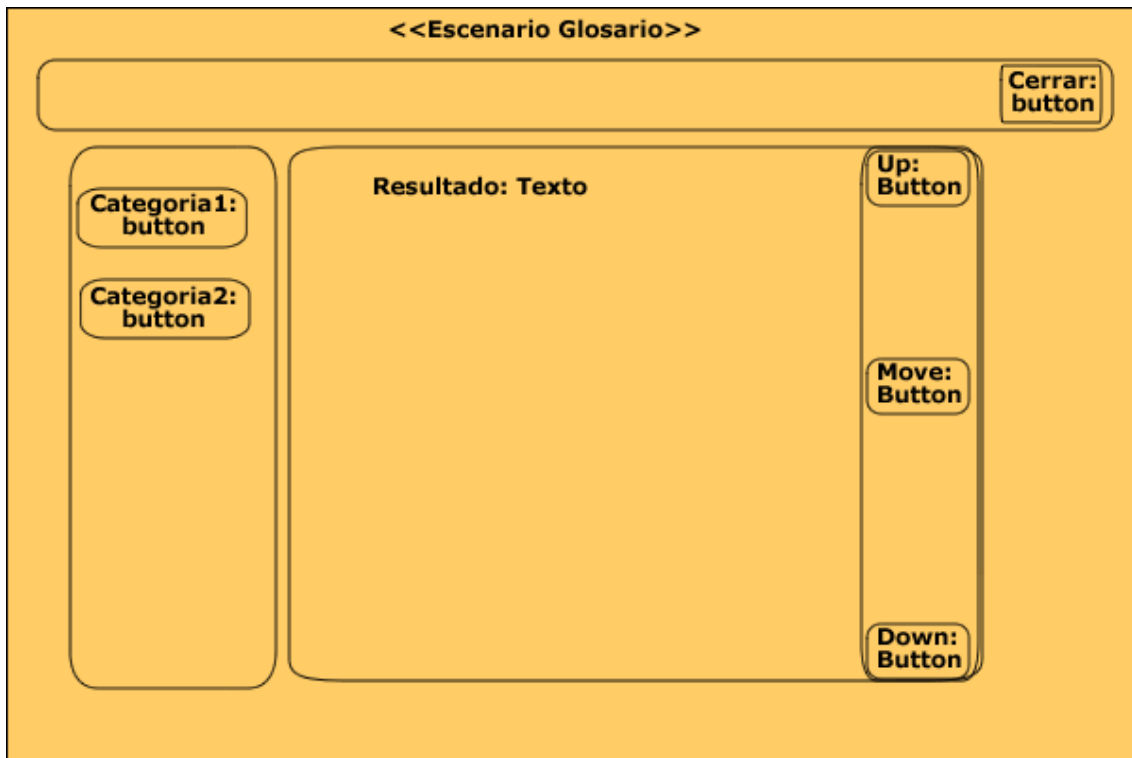 <<Escenario Glosario>>
Cerrar:
button
Categoria1:
button
Categoria2:
button
Resultado: Texto
Up:
Button
Move:
Button
Down:
Button